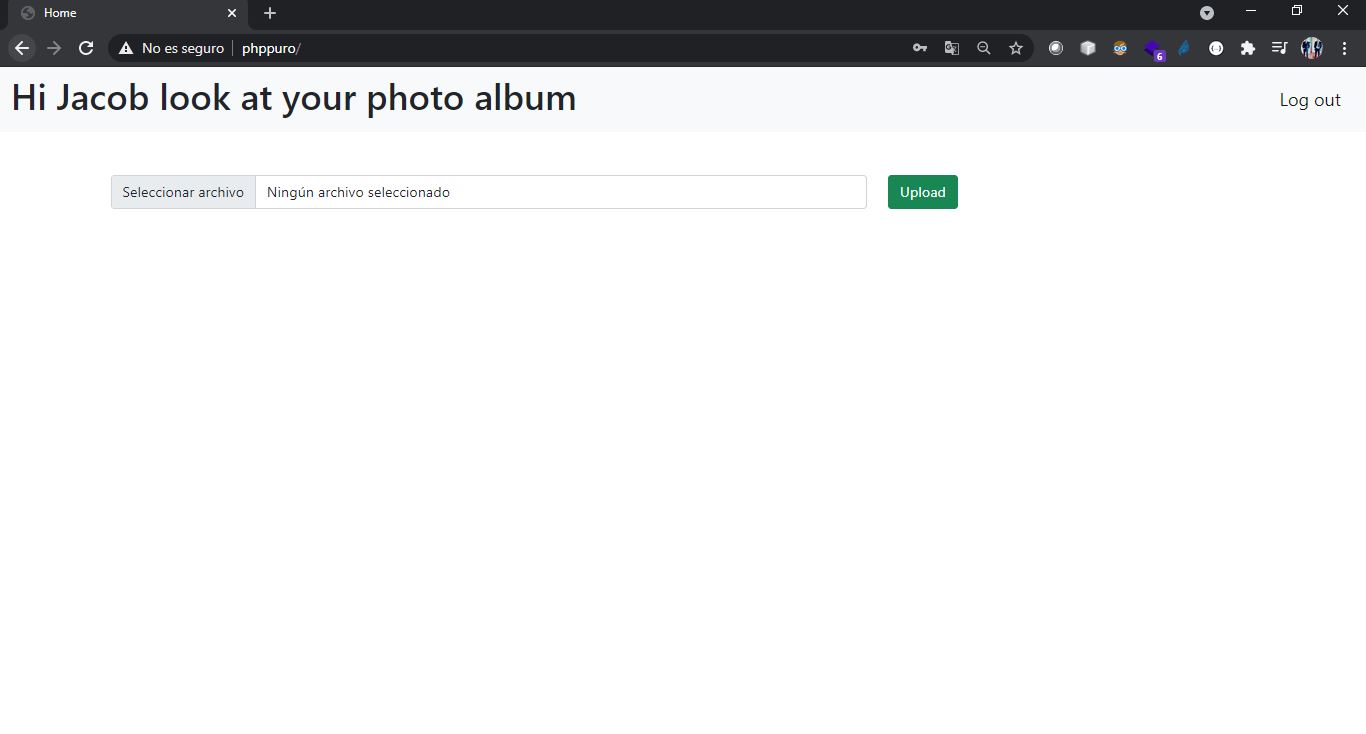 Home
No es seguro phppuro/
6
Hi Jacob look at your photo album
Log out
Seleccionar archivo Ningún archivo seleccionado Upload